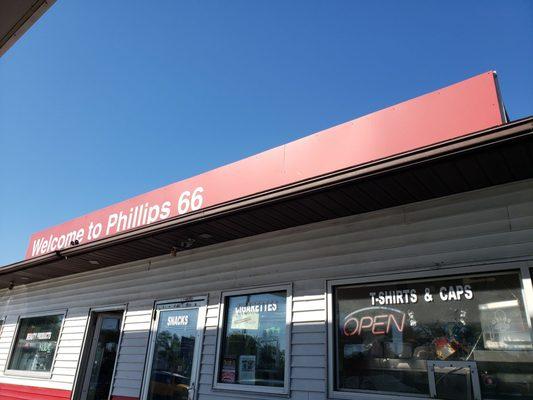 Welcome to Phillips 66
SNACKS
CIGARETTES
T-SHIRTS & CAPS
OPEN